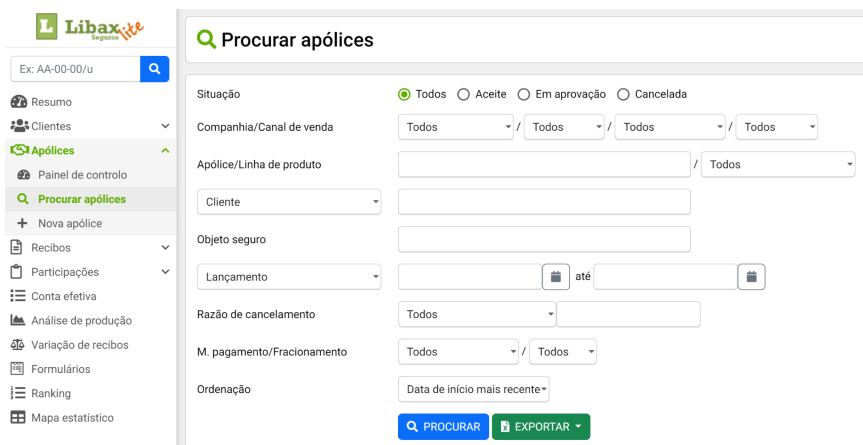 L Libax lite
Seguros
Procurar apólices
Ex: AA-00-00/u
Resumo
Clientes
Apólices
Painel de controlo
Procurar apólices
Nova apólice
Recibos
Participações
Conta efetiva
Análise de produção
Variação de recibos
Formulários
Ranking
Mapa estatístico
Situação Todos Aceite Em aprovação Cancelada
Companhia/Canal de venda Todos / Todos / Todos / Todos
Apólice/Linha de produto / Todos
Cliente
Objeto seguro
Lançamento até
Razão de cancelamento Todos
M. pagamento/Fracionamento Todos / Todos
Ordenação Data de início mais recente
PROCURAR EXPORTAR